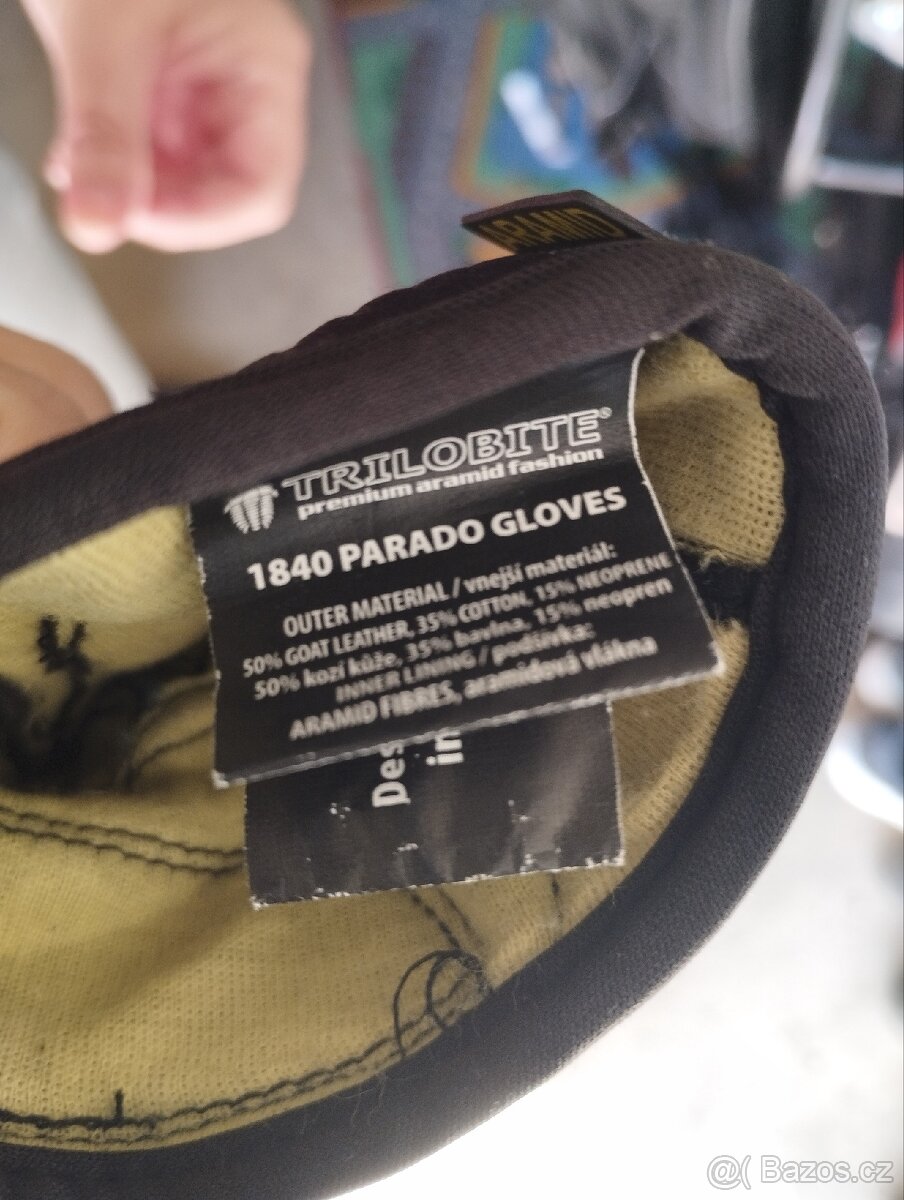 ARAMID
TRILOBITE®
premium aramid fashion
1840 PARADO GLOVES
OUTER MATERIAL / vnejší materiál:
50% GOAT LEATHER, 35% COTTON, 15% NEOPRENE
50% kozí kůže, 35% bavlna, 15% neopren
INNER LINING / podšívka:
ARAMID FIBRES, aramidová vlákna
Des
in
@( Bazos.cz